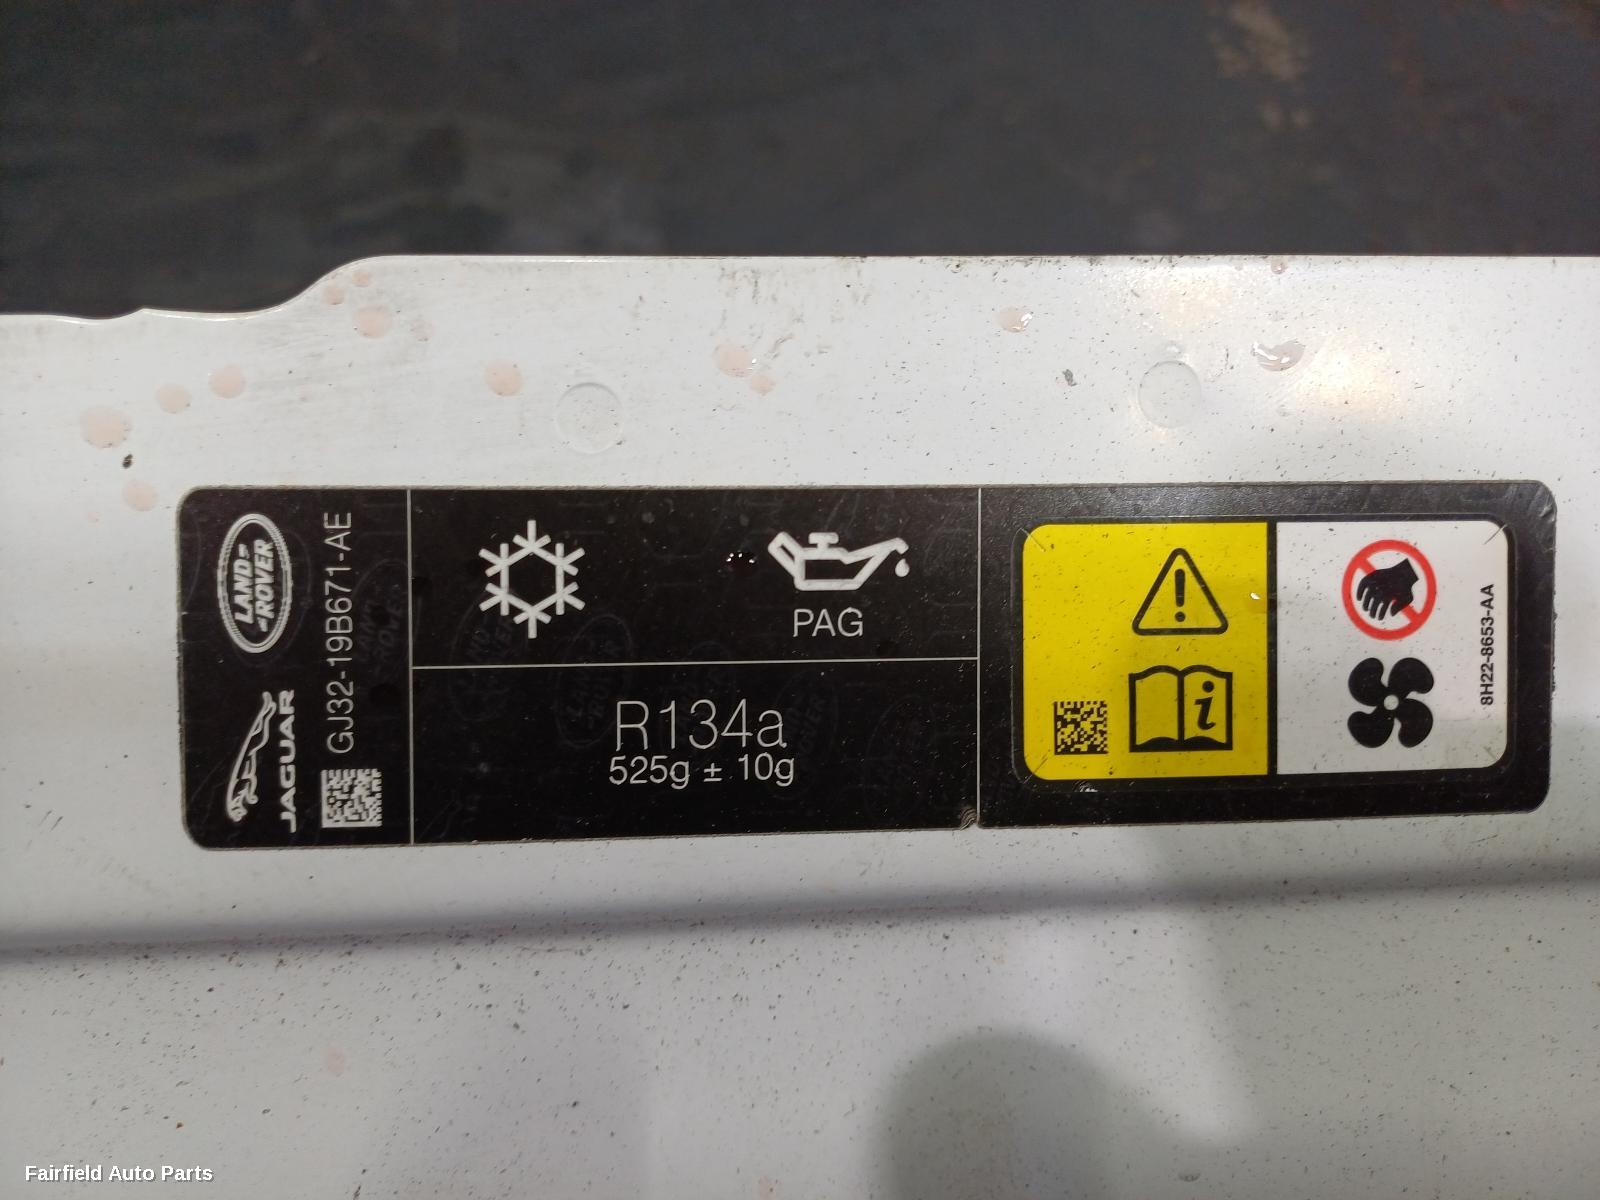 LAND
ROVER
JAGUAR
GJ32-19B671-AE
PAG
R134a
525g ± 10g
i
8H22-8653-AA
Fairfield Auto Parts